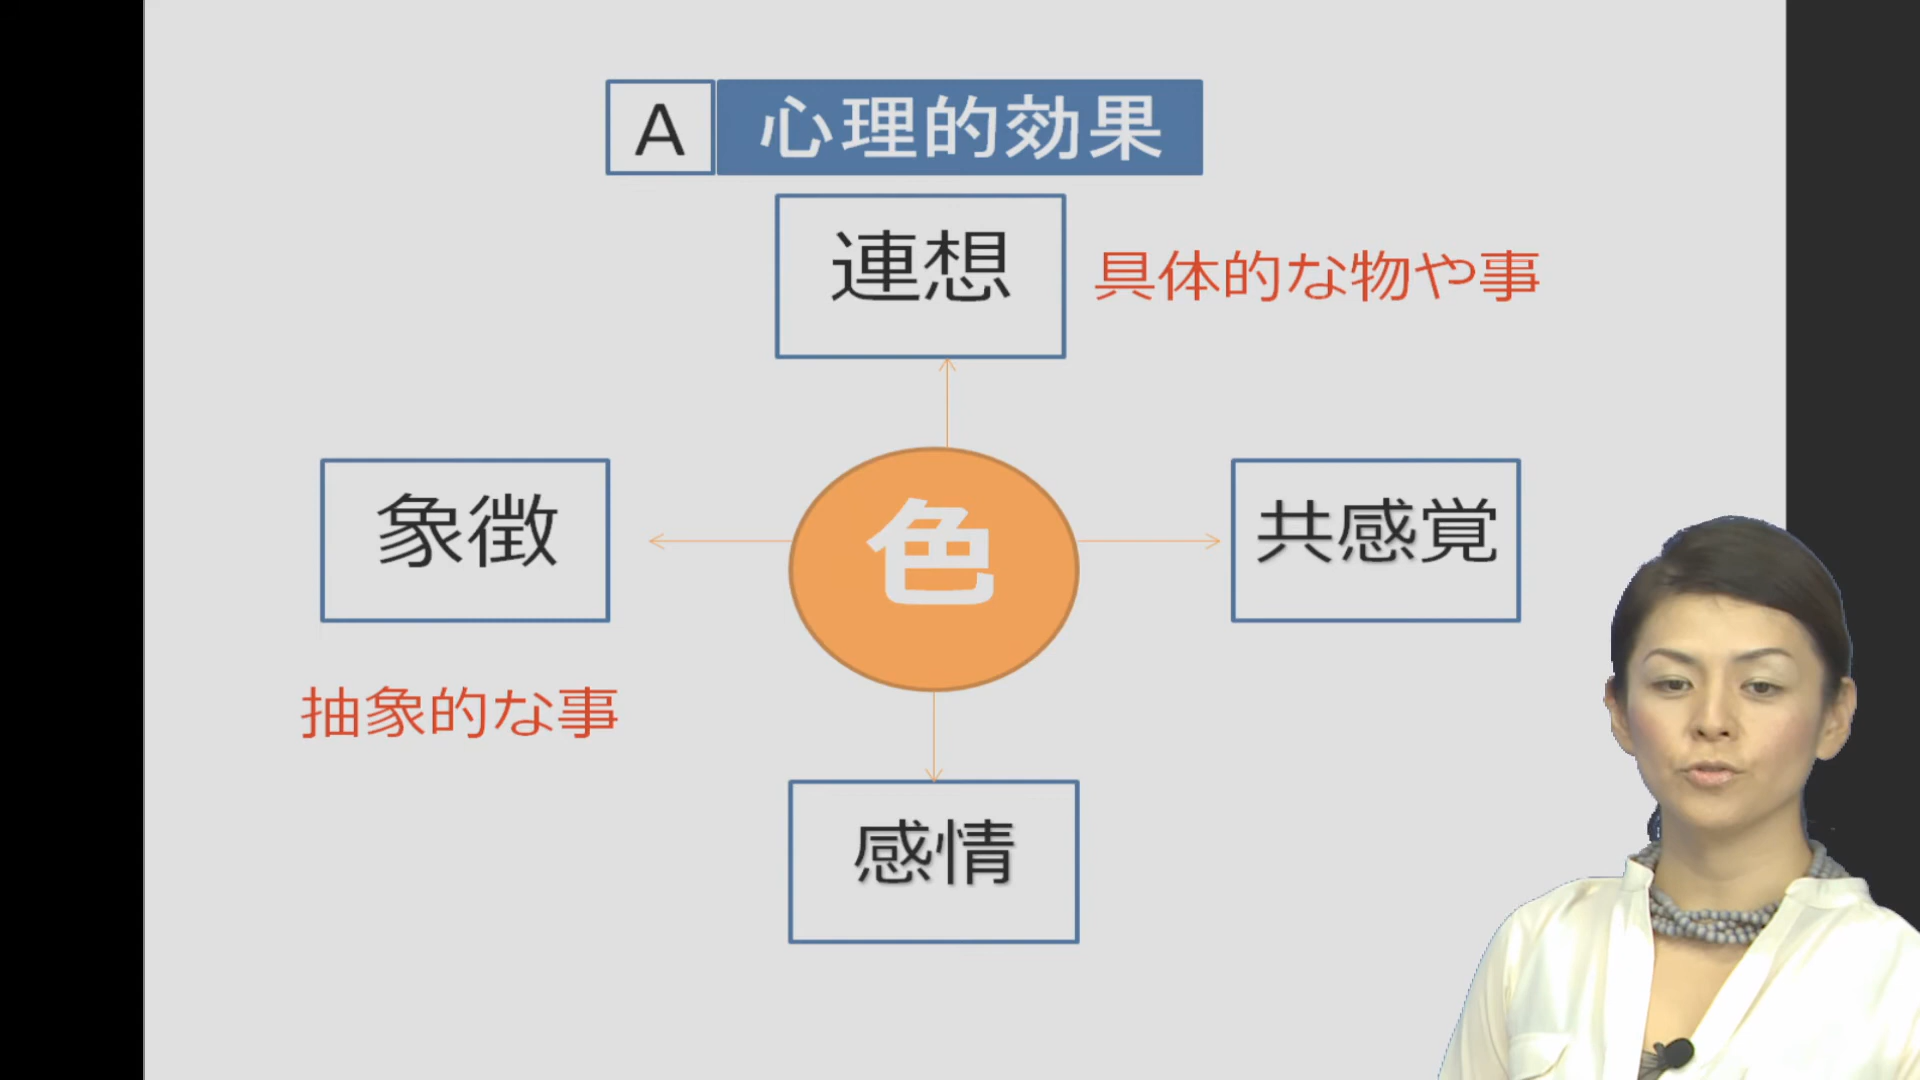 A 心理的効果
連想
具体的な物や事
象徴
色
共感覚
抽象的な事
感情